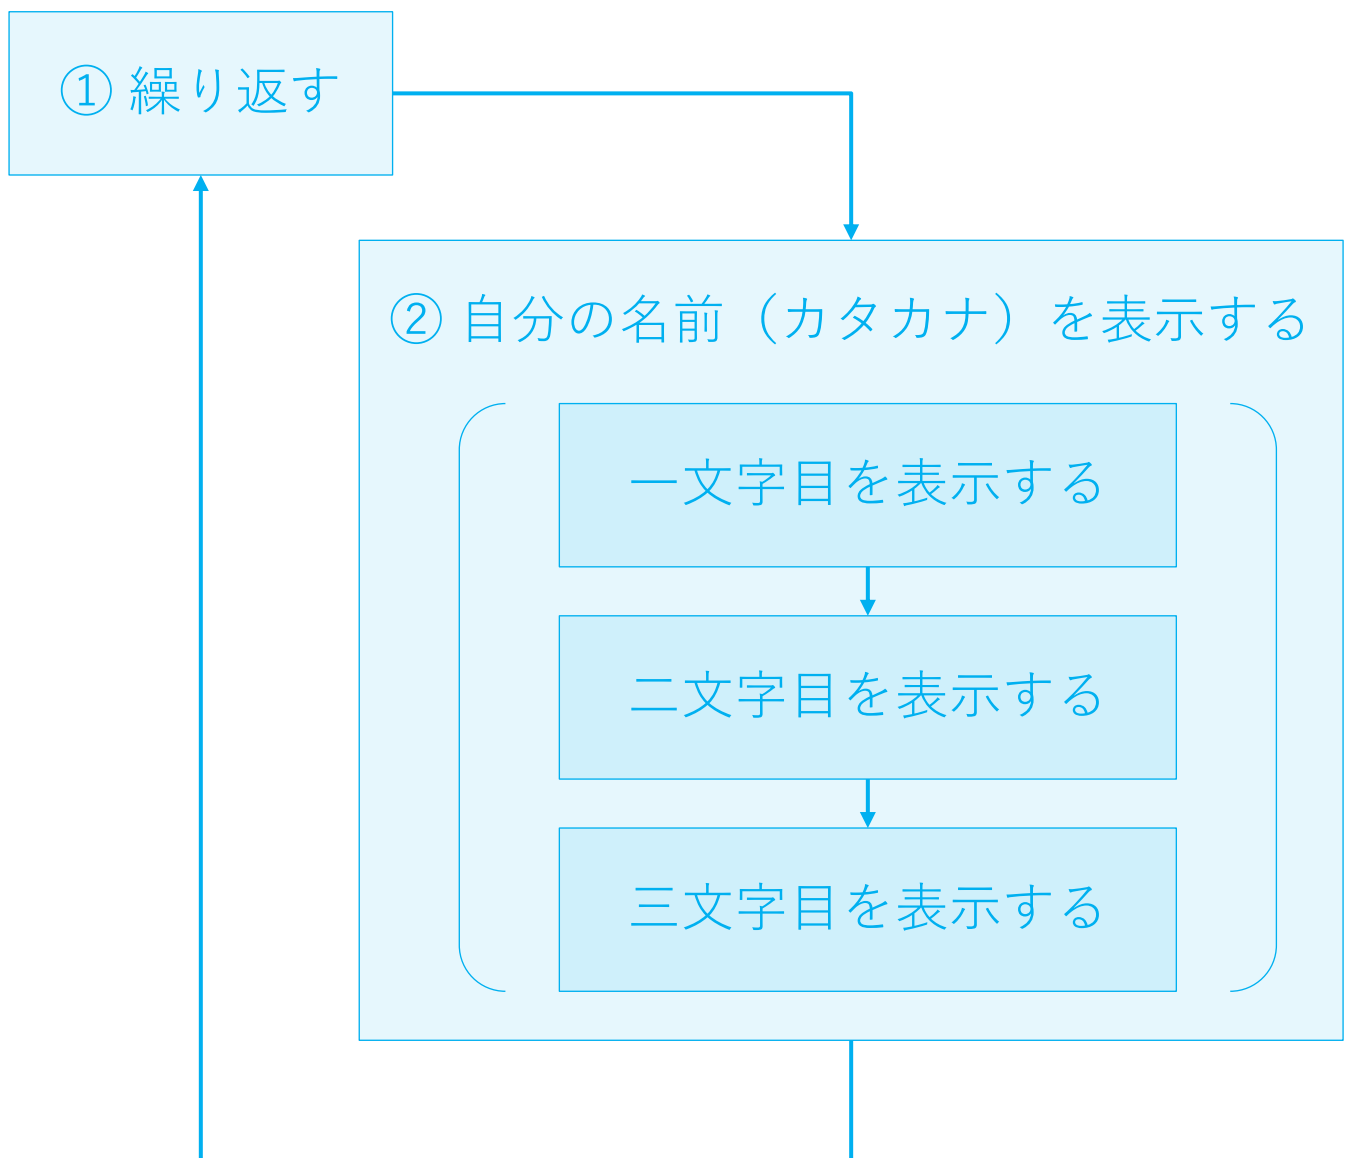 ① 繰り返す
② 自分の名前（カタカナ）を表示する
一文字目を表示する
二文字目を表示する
三文字目を表示する